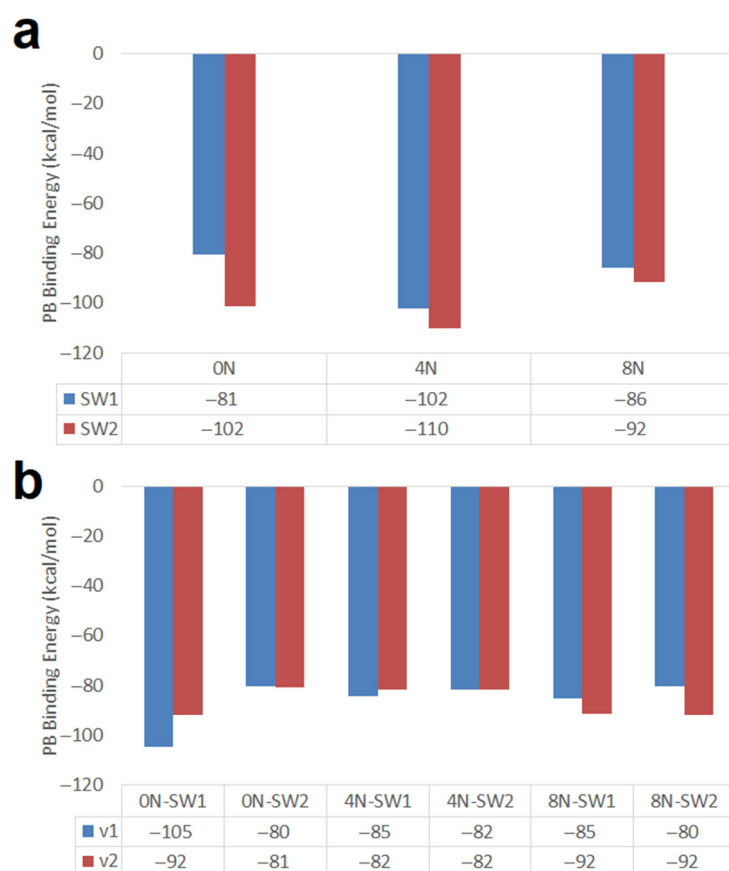 a
PB Binding Energy (kcal/mol)
0
−20
−40
−60
−80
−100
−120
0N 4N 8N
SW1 −81 −102 −86
SW2 −102 −110 −92
b
PB Binding Energy (kcal/mol)
0
−20
−40
−60
−80
−100
−120
0N-SW1 0N-SW2 4N-SW1 4N-SW2 8N-SW1 8N-SW2
v1 −105 −80 −85 −82 −85 −80
v2 −92 −81 −82 −82 −92 −92